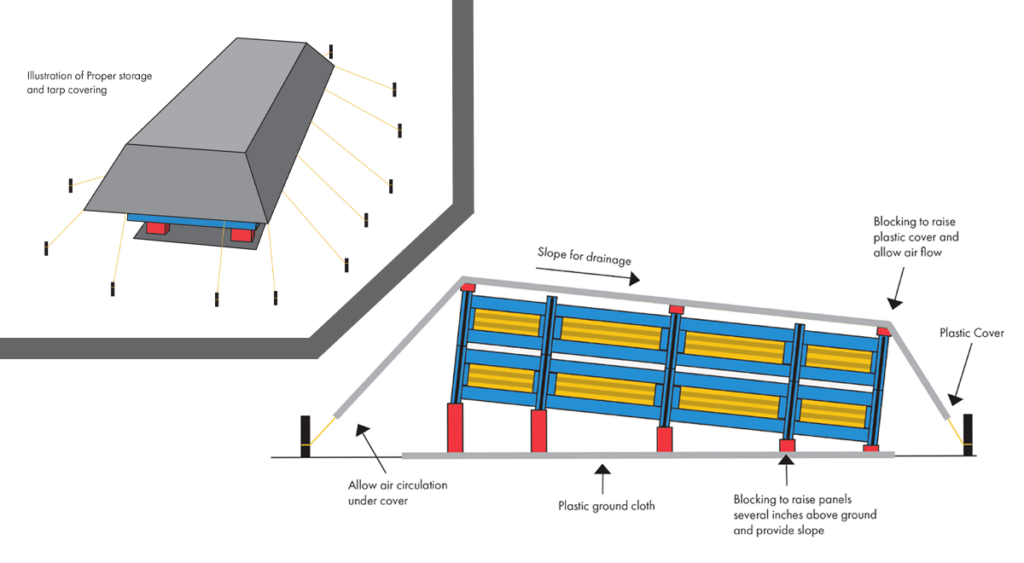 Illustration of Proper storage
and tarp covering
Slope for drainage
Blocking to raise
plastic cover and
allow air flow
Plastic Cover
Allow air circulation
under cover
Plastic ground cloth
Blocking to raise panels
several inches above ground
and provide slope